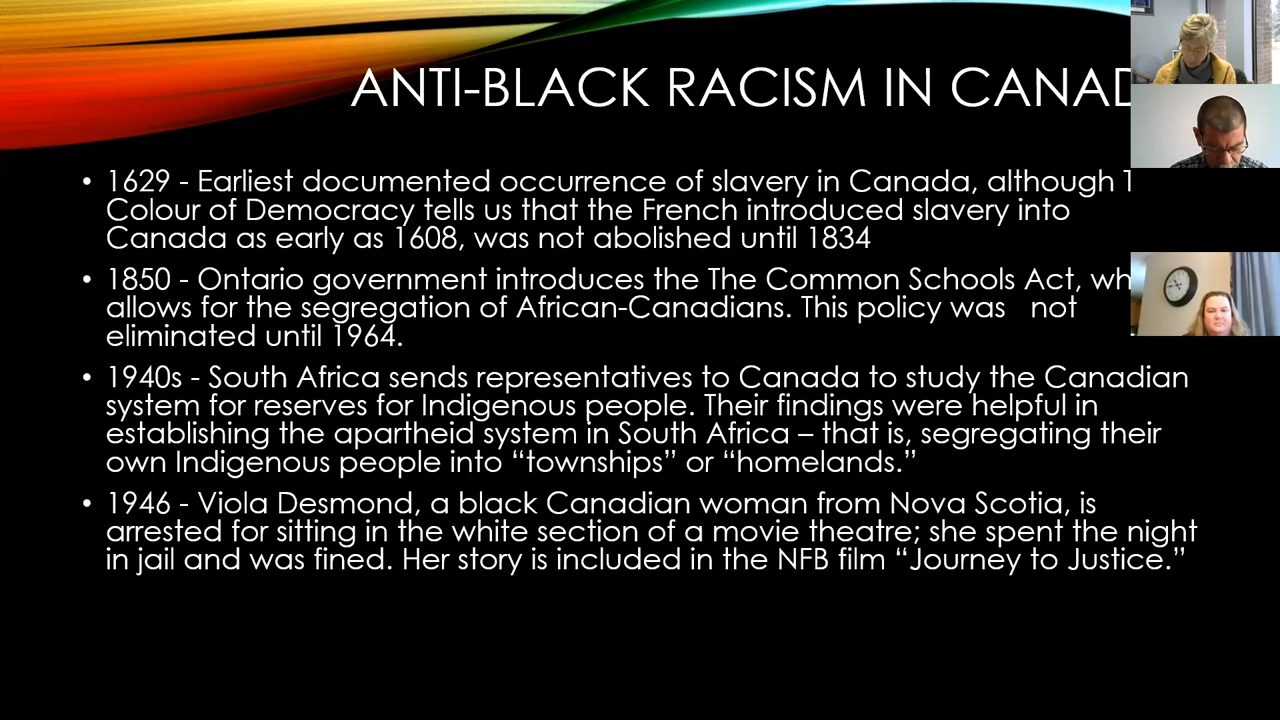 ANTI-BLACK RACISM IN CANAD
• 1629 - Earliest documented occurrence of slavery in Canada, although T
Colour of Democracy tells us that the French introduced slavery into
Canada as early as 1608, was not abolished until 1834
• 1850 - Ontario government introduces the The Common Schools Act, wh
allows for the segregation of African-Canadians. This policy was not
eliminated until 1964.
• 1940s - South Africa sends representatives to Canada to study the Canadian
system for reserves for Indigenous people. Their findings were helpful in
establishing the apartheid system in South Africa – that is, segregating their
own Indigenous people into “townships” or “homelands.”
• 1946 - Viola Desmond, a black Canadian woman from Nova Scotia, is
arrested for sitting in the white section of a movie theatre; she spent the night
in jail and was fined. Her story is included in the NFB film “Journey to Justice.”